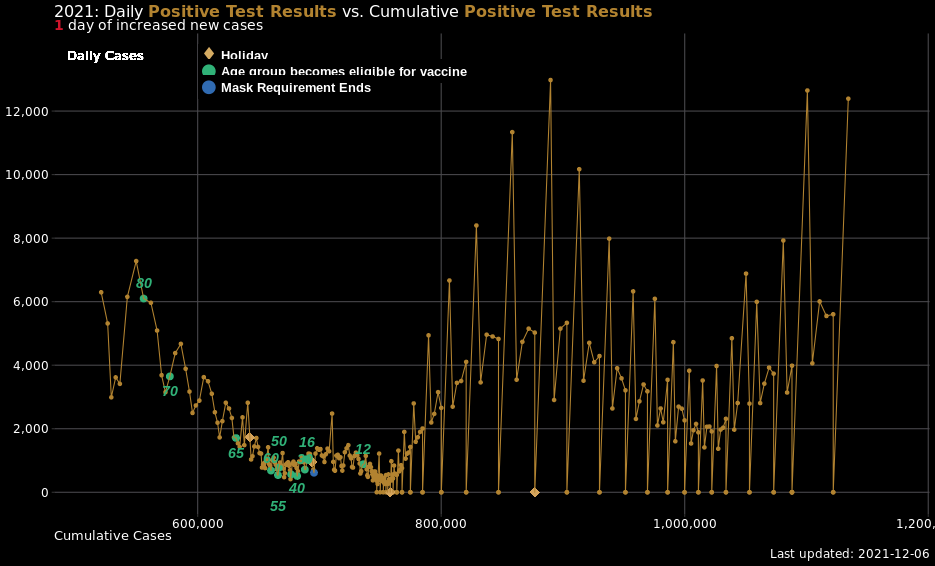 2021: Daily Positive Test Results vs. Cumulative Positive Test Results
1 day of increased new cases
Daily Cases
Holiday
Age group becomes eligible for vaccine
Mask Requirement Ends
12,000
10,000
8,000
6,000
4,000
2,000
0
80
70
65
50
60
55
40
16
12
600,000
800,000
1,000,000
1,200,
Cumulative Cases
Last updated: 2021-12-06